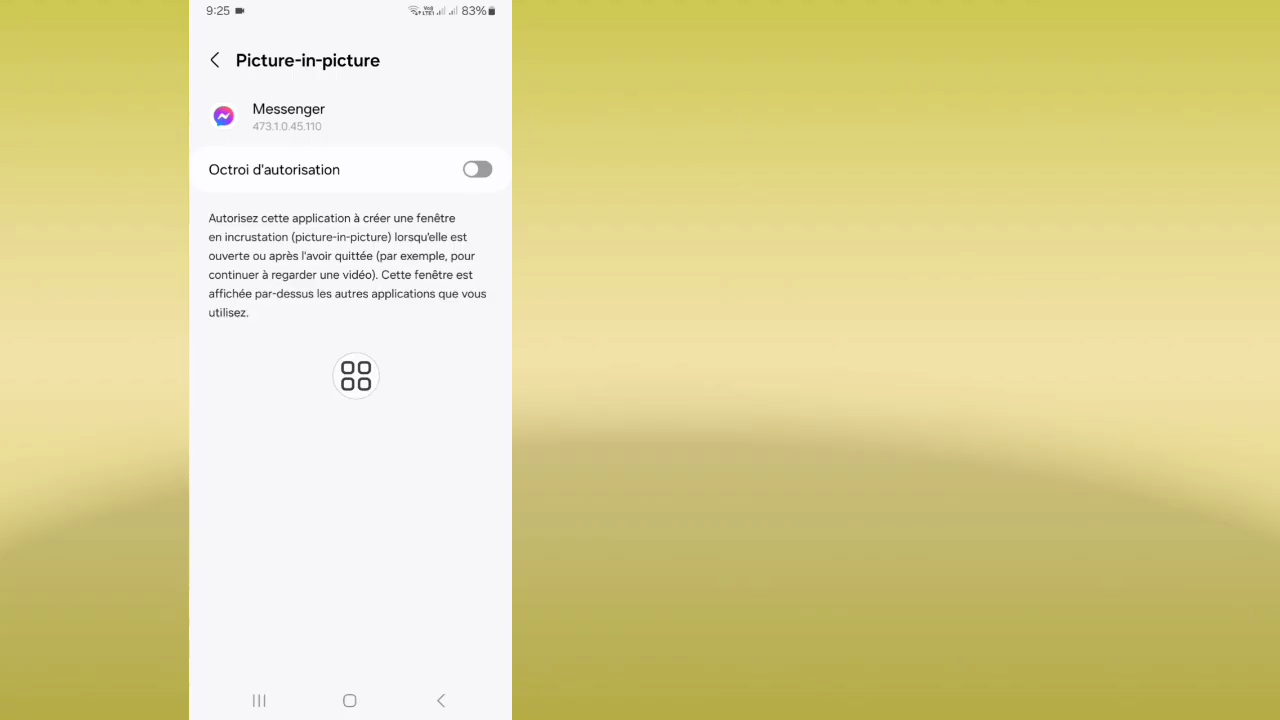 9:25
83%
Picture-in-picture
Messenger
473.1.0.45.110
Octroi d'autorisation
Autorisez cette application à créer une fenêtre
en incrustation (picture-in-picture) lorsqu'elle est
ouverte ou après l'avoir quittée (par exemple, pour
continuer à regarder une vidéo). Cette fenêtre est
affichée par-dessus les autres applications que vous
utilisez.